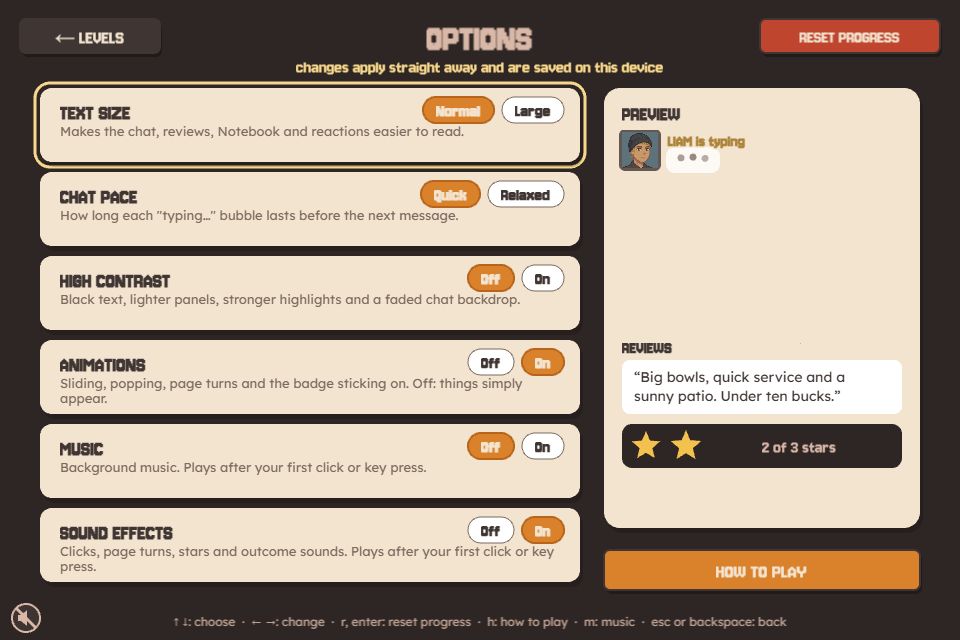 ← LEVELS
OPTIONS
RESET PROGRESS
changes apply straight away and are saved on this device
TEXT SIZE
Normal
Large
Makes the chat, reviews, Notebook and reactions easier to read.
CHAT PACE
Quick
Relaxed
How long each "typing…" bubble lasts before the next message.
HIGH CONTRAST
Off
On
Black text, lighter panels, stronger highlights and a faded chat backdrop.
ANIMATIONS
Off
On
Sliding, popping, page turns and the badge sticking on. Off: things simply
appear.
MUSIC
Off
On
Background music. Plays after your first click or key press.
SOUND EFFECTS
Off
On
Clicks, page turns, stars and outcome sounds. Plays after your first click or key
press.
PREVIEW
LIAM is typing
REVIEWS
“Big bowls, quick service and a
sunny patio. Under ten bucks.”
2 of 3 stars
HOW TO PLAY
↑ ↓: choose · ← →: change · r, enter: reset progress · h: how to play · m: music · esc or backspace: back